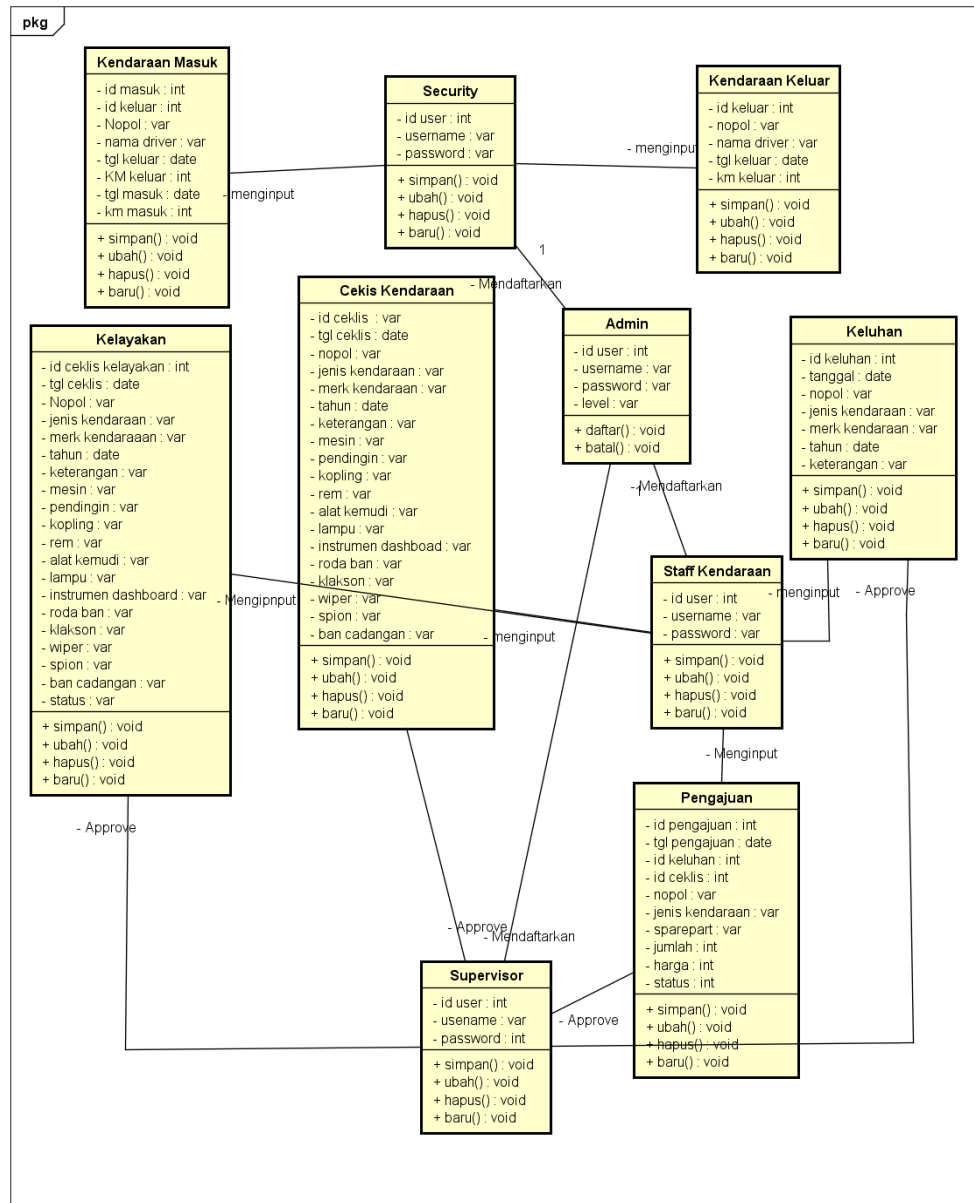 pkg
Kendaraan Masuk
- id masuk : int
- id keluar : int
- Nopol : var
- nama driver : var
- tgl keluar : date
- KM keluar : int
- tgl masuk : date
- km masuk : int
+ simpan() : void
+ ubah() : void
+ hapus() : void
+ baru() : void
- menginput
Security
- id user : int
- username : var
- password : var
+ simpan() : void
+ ubah() : void
+ hapus() : void
+ baru() : void
- menginput
Kendaraan Keluar
- id keluar : int
- nopol : var
- nama driver : var
- tgl keluar : date
- km keluar : int
+ simpan() : void
+ ubah() : void
+ hapus() : void
+ baru() : void
1
- Mendaftarkan
Kelayakan
- id ceklis kelayakan : int
- tgl ceklis : date
- Nopol : var
- jenis kendaraan : var
- merk kendaraaan : var
- tahun : date
- keterangan : var
- mesin : var
- pendingin : var
- kopling : var
- rem : var
- alat kemudi : var
- lampu : var
- instrumen dashboard : var
- roda ban : var
- klakson : var
- wiper : var
- spion : var
- ban cadangan : var
- status : var
+ simpan() : void
+ ubah() : void
+ hapus() : void
+ baru() : void
- Mengipnput
- Approve
Cekis Kendaraan
- id ceklis : var
- tgl ceklis : date
- nopol : var
- jenis kendaraan : var
- merk kendaraan : var
- tahun : date
- keterangan : var
- mesin : var
- pendingin : var
- kopling : var
- rem : var
- alat kemudi : var
- lampu : var
- instrumen dashboad : var
- roda ban : var
- klakson : var
- wiper : var
- spion : var
- ban cadangan : var
+ simpan() : void
+ ubah() : void
+ hapus() : void
+ baru() : void
- menginput
- Approve
Admin
- id user : int
- username : var
- password : var
- level : var
+ daftar() : void
+ batal() : void
- Mendaftarkan
1
- Mendaftarkan
Keluhan
- id keluhan : int
- tanggal : date
- nopol : var
- jenis kendaraan : var
- merk kendaraan : var
- tahun : date
- keterangan : var
+ simpan() : void
+ ubah() : void
+ hapus() : void
+ baru() : void
- menginput
- Approve
Staff Kendaraan
- id user : int
- username : var
- password : var
+ simpan() : void
+ ubah() : void
+ hapus() : void
+ baru() : void
- Menginput
Pengajuan
- id pengajuan : int
- tgl pengajuan : date
- id keluhan : int
- id ceklis : int
- nopol : var
- jenis kendaraan : var
- sparepart : var
- jumlah : int
- harga : int
- status : int
+ simpan() : void
+ ubah() : void
+ hapus() : void
+ baru() : void
- Approve
Supervisor
- id user : int
- usename : var
- password : int
+ simpan() : void
+ ubah() : void
+ hapus() : void
+ baru() : void